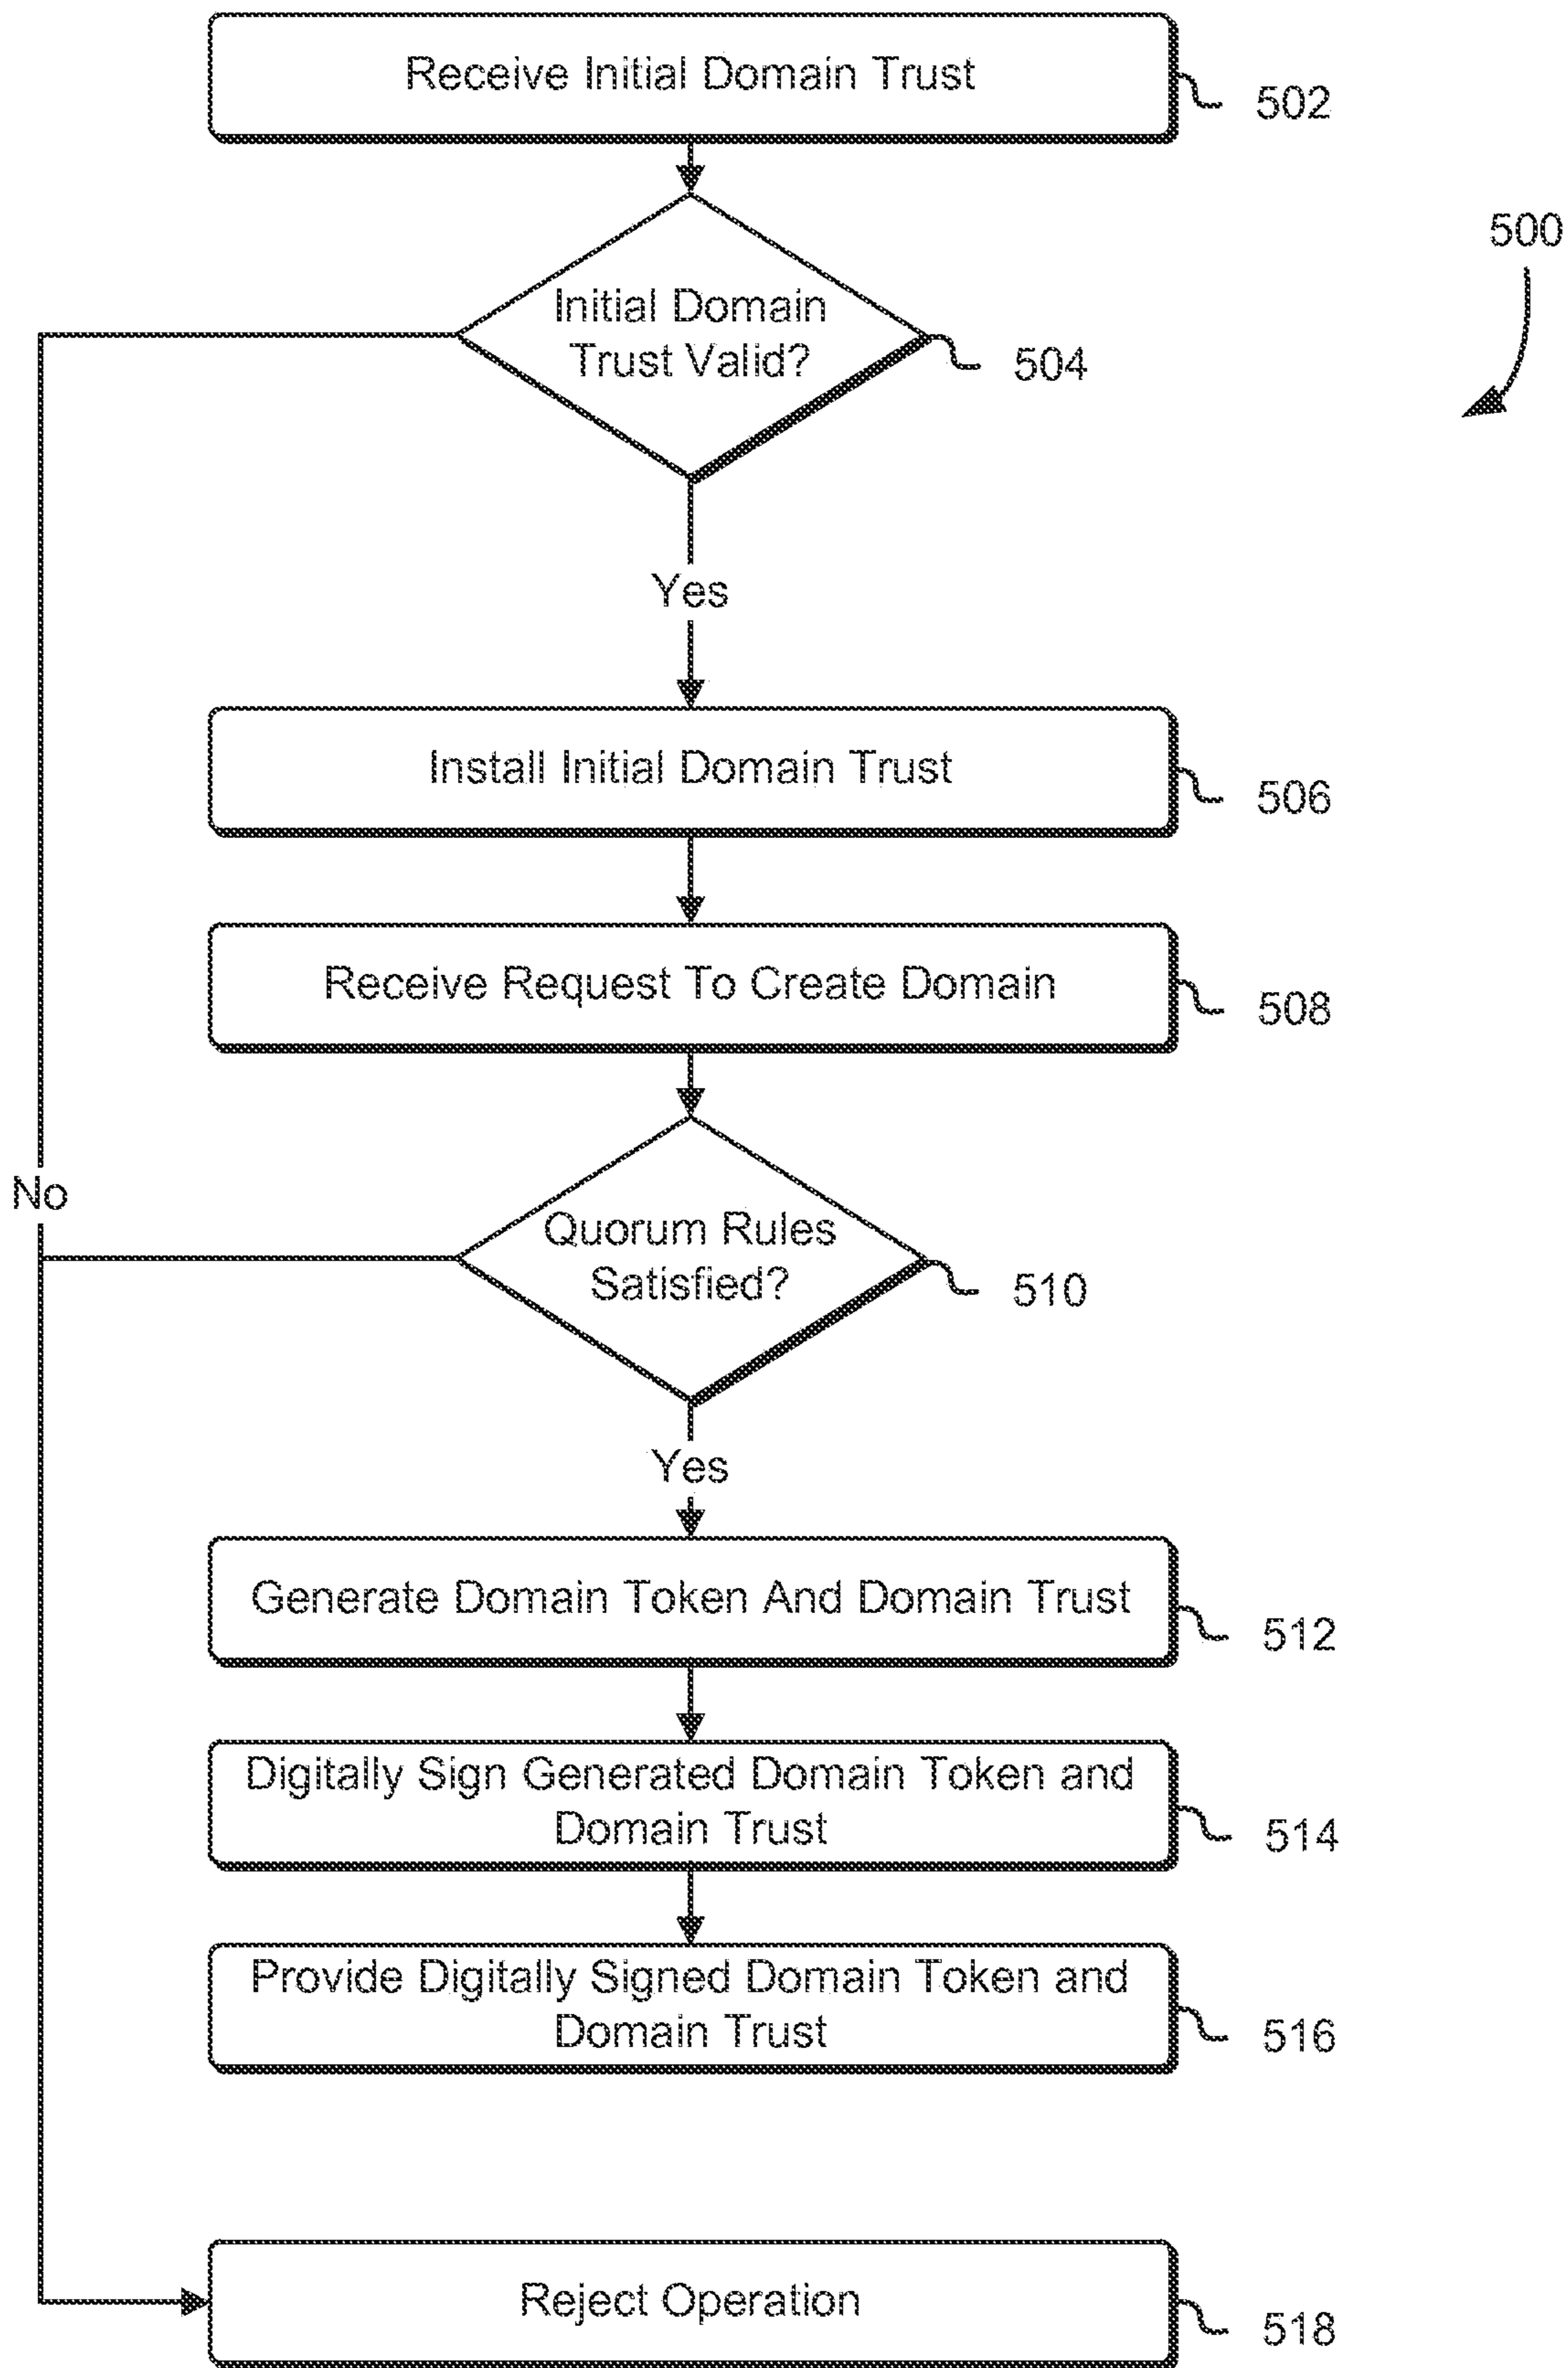 Receive Initial Domain Trust
502
500
Initial Domain
Trust Valid?
504
Yes
Install Initial Domain Trust
506
Receive Request To Create Domain
508
No
Quorum Rules
Satisfied?
510
Yes
Generate Domain Token And Domain Trust
512
Digitally Sign Generated Domain Token and
Domain Trust
514
Provide Digitally Signed Domain Token and
Domain Trust
516
Reject Operation
518